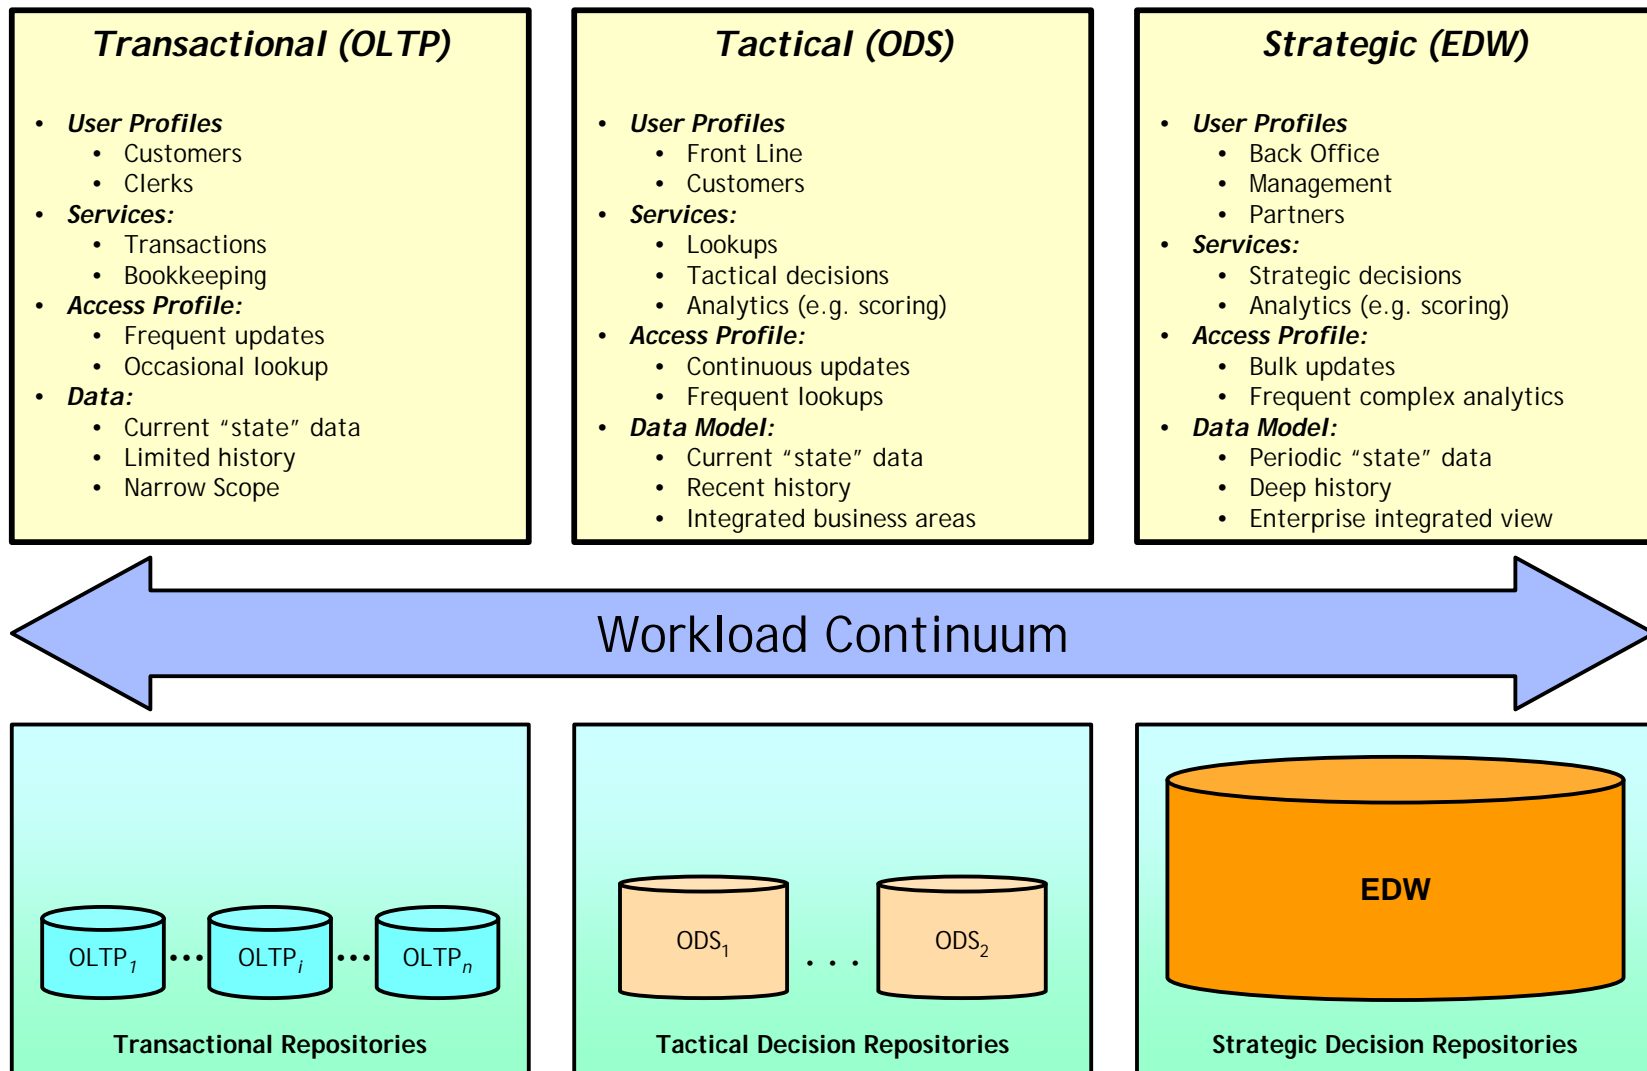 Transactional (OLTP)
• User Profiles
• Customers
• Clerks
• Services:
• Transactions
• Bookkeeping
• Access Profile:
• Frequent updates
• Occasional lookup
• Data:
• Current “state” data
• Limited history
• Narrow Scope
Tactical (ODS)
• User Profiles
• Front Line
• Customers
• Services:
• Lookups
• Tactical decisions
• Analytics (e.g. scoring)
• Access Profile:
• Continuous updates
• Frequent lookups
• Data Model:
• Current “state” data
• Recent history
• Integrated business areas
Strategic (EDW)
• User Profiles
• Back Office
• Management
• Partners
• Services:
• Strategic decisions
• Analytics (e.g. scoring)
• Access Profile:
• Bulk updates
• Frequent complex analytics
• Data Model:
• Periodic “state” data
• Deep history
• Enterprise integrated view
Workload Continuum
OLTP1 ... OLTPi ... OLTPn
Transactional Repositories
ODS1 . . . ODS2
Tactical Decision Repositories
EDW
Strategic Decision Repositories